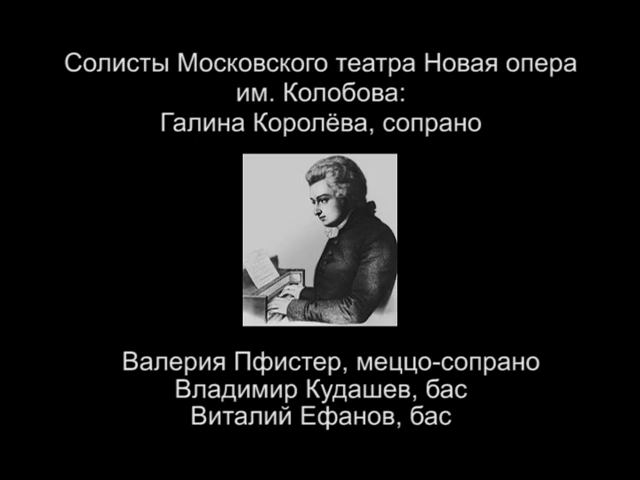 Солисты Московского театра Новая опера
им. Колобова:
Галина Королёва, сопрано
Валерия Пфистер, меццо-сопрано
Владимир Кудашев, бас
Виталий Ефанов, бас